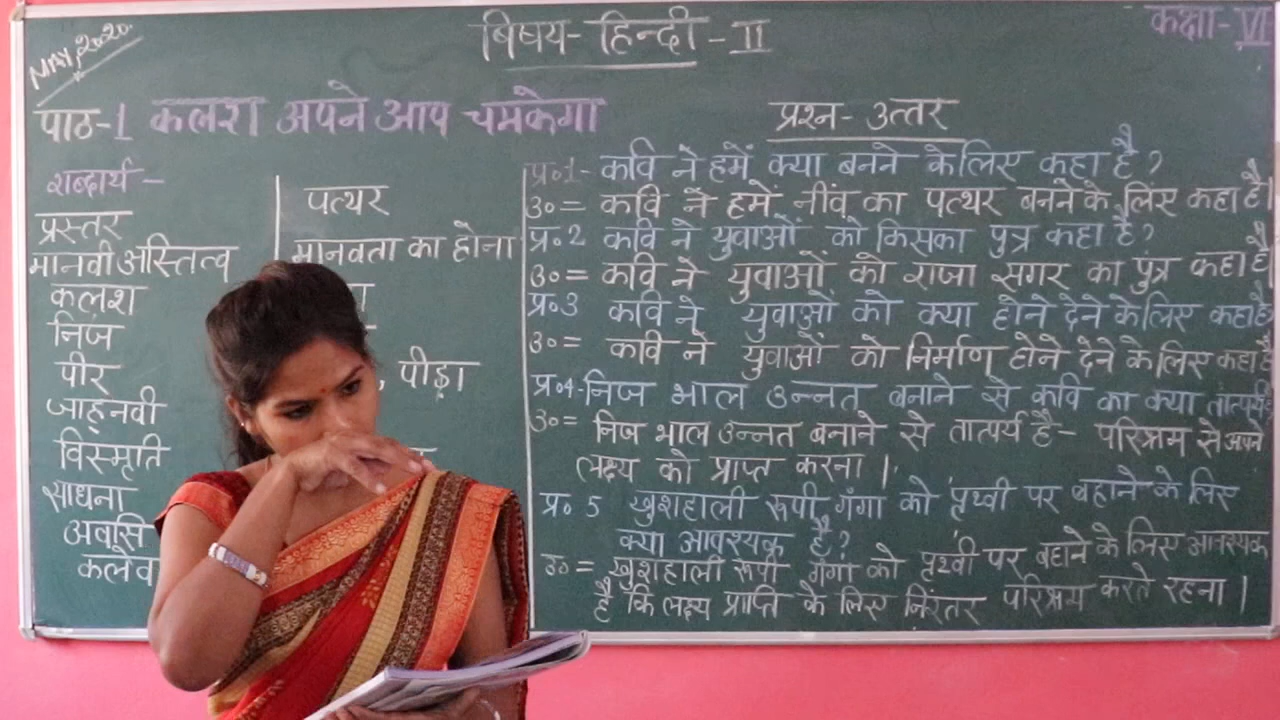 MAY, 2020
बिषय- हिन्दी - II
कक्षा- VI
पाठ-1 कलश अपने आप चमकेगा
शब्दार्थ -
प्रस्तर पत्थर
मानवी अस्तित्व मानवता का होना
कलश
निज
पीर , पीड़ा
जाह्नवी
विस्मृति
साधना
प्रश्न- उत्तर
प्र०1- कवि ने हमें क्या बनने के लिए कहा है ?
उ०= कवि ने हमें नींव का पत्थर बनने के लिए कहा है।
प्र०2 कवि ने युवाओं को किसका पुत्र कहा है ?
उ०= कवि ने युवाओं को राजा सगर का पुत्र कहा है
प्र०3 कवि ने युवाओं को क्या होने देने के लिए कहा है
उ०= कवि ने युवाओं को निर्माण होने देने के लिए कहा है
प्र०4- निज भाल उन्नत बनाने से कवि का क्या तात्पर्य है
उ०= निज भाल उन्नत बनाने से तात्पर्य है- परिश्रम से अपने
लक्ष्य को प्राप्त करना।
प्र० 5 खुशहाली रूपी गंगा को पृथ्वी पर बहाने के लिए
क्या आवश्यक है ?
उ०= खुशहाली रूपी गंगा को पृथ्वी पर बहाने के लिए आवश्यक
है कि लक्ष्य प्राप्ति के लिए निरंतर परिश्रम करते रहना।